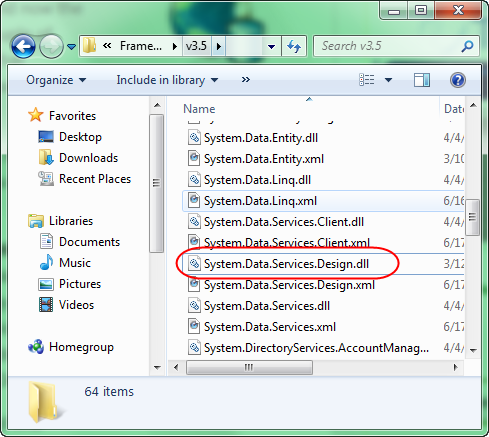 « Frame... ▸ v3.5 ▸ Search v3.5
Organize ▾ Include in library ▾ »
Favorites
Desktop
Downloads
Recent Places
Libraries
Documents
Music
Pictures
Videos
Homegroup
Name Date
System.Data.Entity.dll 4/4/
System.Data.Entity.xml 3/10
System.Data.Linq.dll 4/4/
System.Data.Linq.xml 6/16
System.Data.Services.Client.dll 4/4/
System.Data.Services.Client.xml 6/17
System.Data.Services.Design.dll 3/12
System.Data.Services.Design.xml 6/17
System.Data.Services.dll 4/4/
System.Data.Services.xml 6/17
System.DirectoryServices.AccountManag... 4/4/
64 items